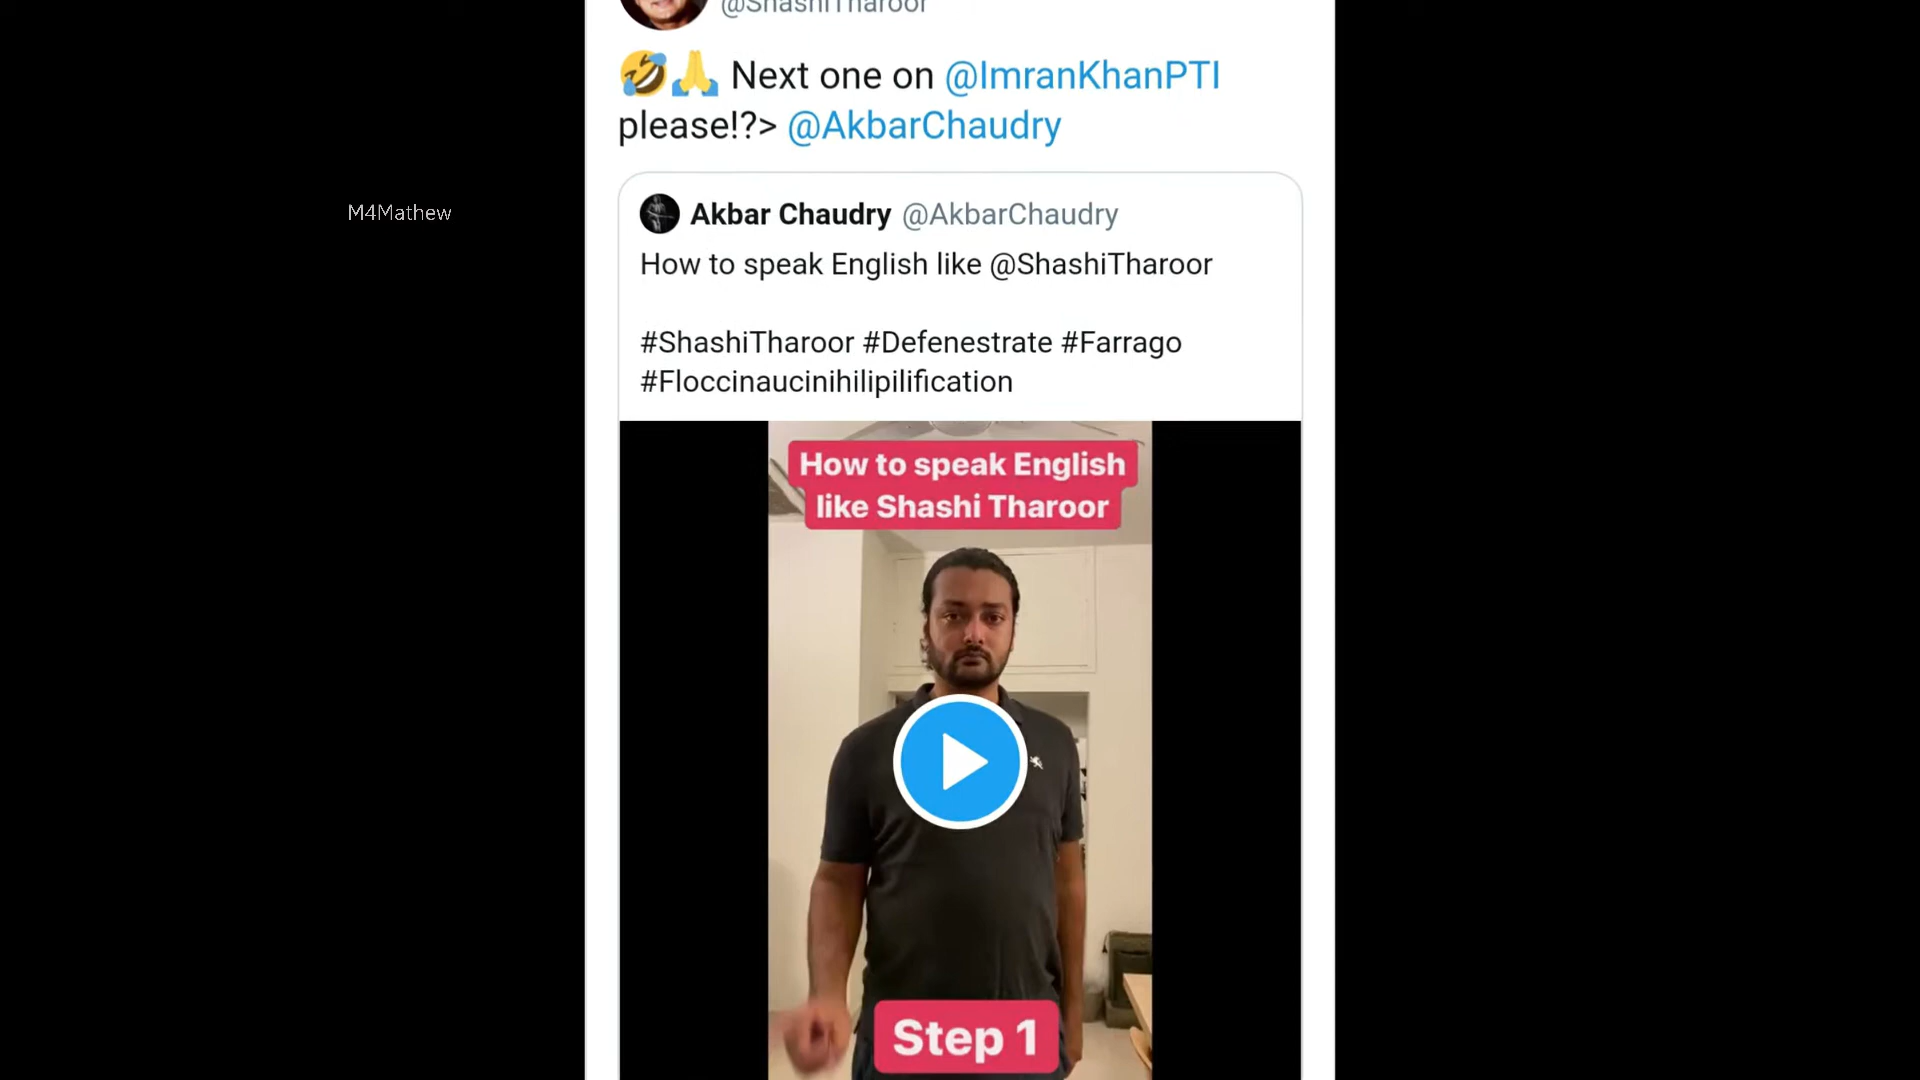 @ShashiTharoor
🤣🙏 Next one on @ImranKhanPTI
please!?> @AkbarChaudry
M4Mathew
Akbar Chaudry @AkbarChaudry
How to speak English like @ShashiTharoor
#ShashiTharoor #Defenestrate #Farrago
#Floccinaucinihilipilification
How to speak English
like Shashi Tharoor
Step 1